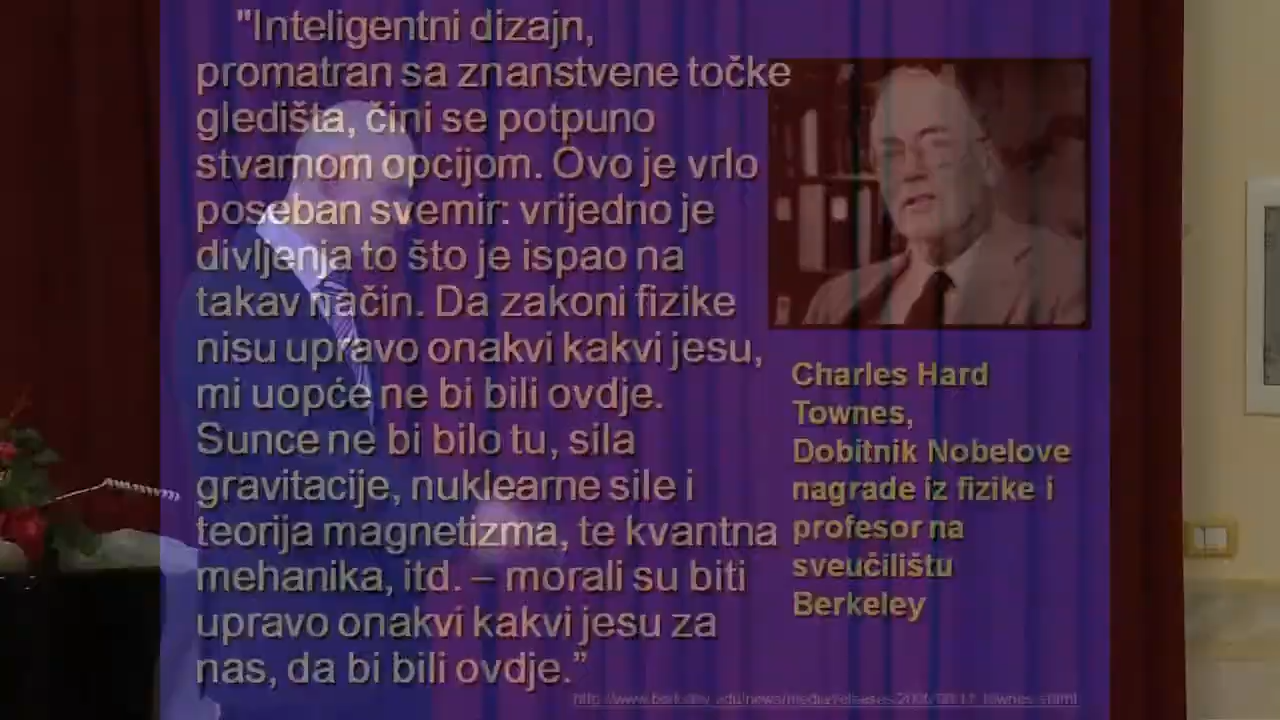 "Inteligentni dizajn,
promatran sa znanstvene točke
gledišta, čini se potpuno
stvarnom opcijom. Ovo je vrlo
poseban svemir: vrijedno je
divljenja to što je ispao na
takav način. Da zakoni fizike
nisu upravo onakvi kakvi jesu,
mi uopće ne bi bili ovdje.
Sunce ne bi bilo tu, sila
gravitacije, nuklearne sile i
teorija magnetizma, te kvantna
mehanika, itd. – morali su biti
upravo onakvi kakvi jesu za
nas, da bi bili ovdje.”
Charles Hard
Townes,
Dobitnik Nobelove
nagrade iz fizike i
profesor na
sveučilištu
Berkeley